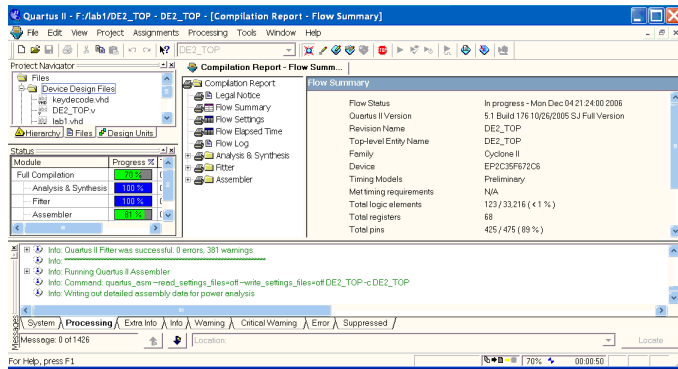 Quartus II - F:/lab1/DE2_TOP - DE2_TOP - [Compilation Report - Flow Summary]
File Edit View Project Assignments Processing Tools Window Help
DE2_TOP
Project Navigator
Files
Device Design Files
keydecode.vhd
DE2_TOP.v
lab1.vhd
Hierarchy Files Design Units
Status
Module Progress %
Full Compilation 70 %
Analysis & Synthesis 100 %
Fitter 100 %
Assembler 81 %
Compilation Report - Flow Summ...
Compilation Report
Legal Notice
Flow Summary
Flow Settings
Flow Elapsed Time
Flow Log
Analysis & Synthesis
Fitter
Assembler
Flow Summary
Flow Status In progress - Mon Dec 04 21:24:00 2006
Quartus II Version 5.1 Build 176 10/26/2005 SJ Full Version
Revision Name DE2_TOP
Top-level Entity Name DE2_TOP
Family Cyclone II
Device EP2C35F672C6
Timing Models Preliminary
Met timing requirements N/A
Total logic elements 123 / 33,216 ( < 1 % )
Total registers 68
Total pins 425 / 475 ( 89 % )
Info: Quartus II Fitter was successful. 0 errors, 381 warnings
Info: ************************************************************
Info: Running Quartus II Assembler
Info: Command: quartus_asm --read_settings_files=off --write_settings_files=off DE2_TOP -c DE2_TOP
Info: Writing out detailed assembly data for power analysis
Messages
System Processing Extra Info Info Warning Critical Warning Error Suppressed
Message: 0 of 1426
Location:
Locate
For Help, press F1
70% 00:00:50